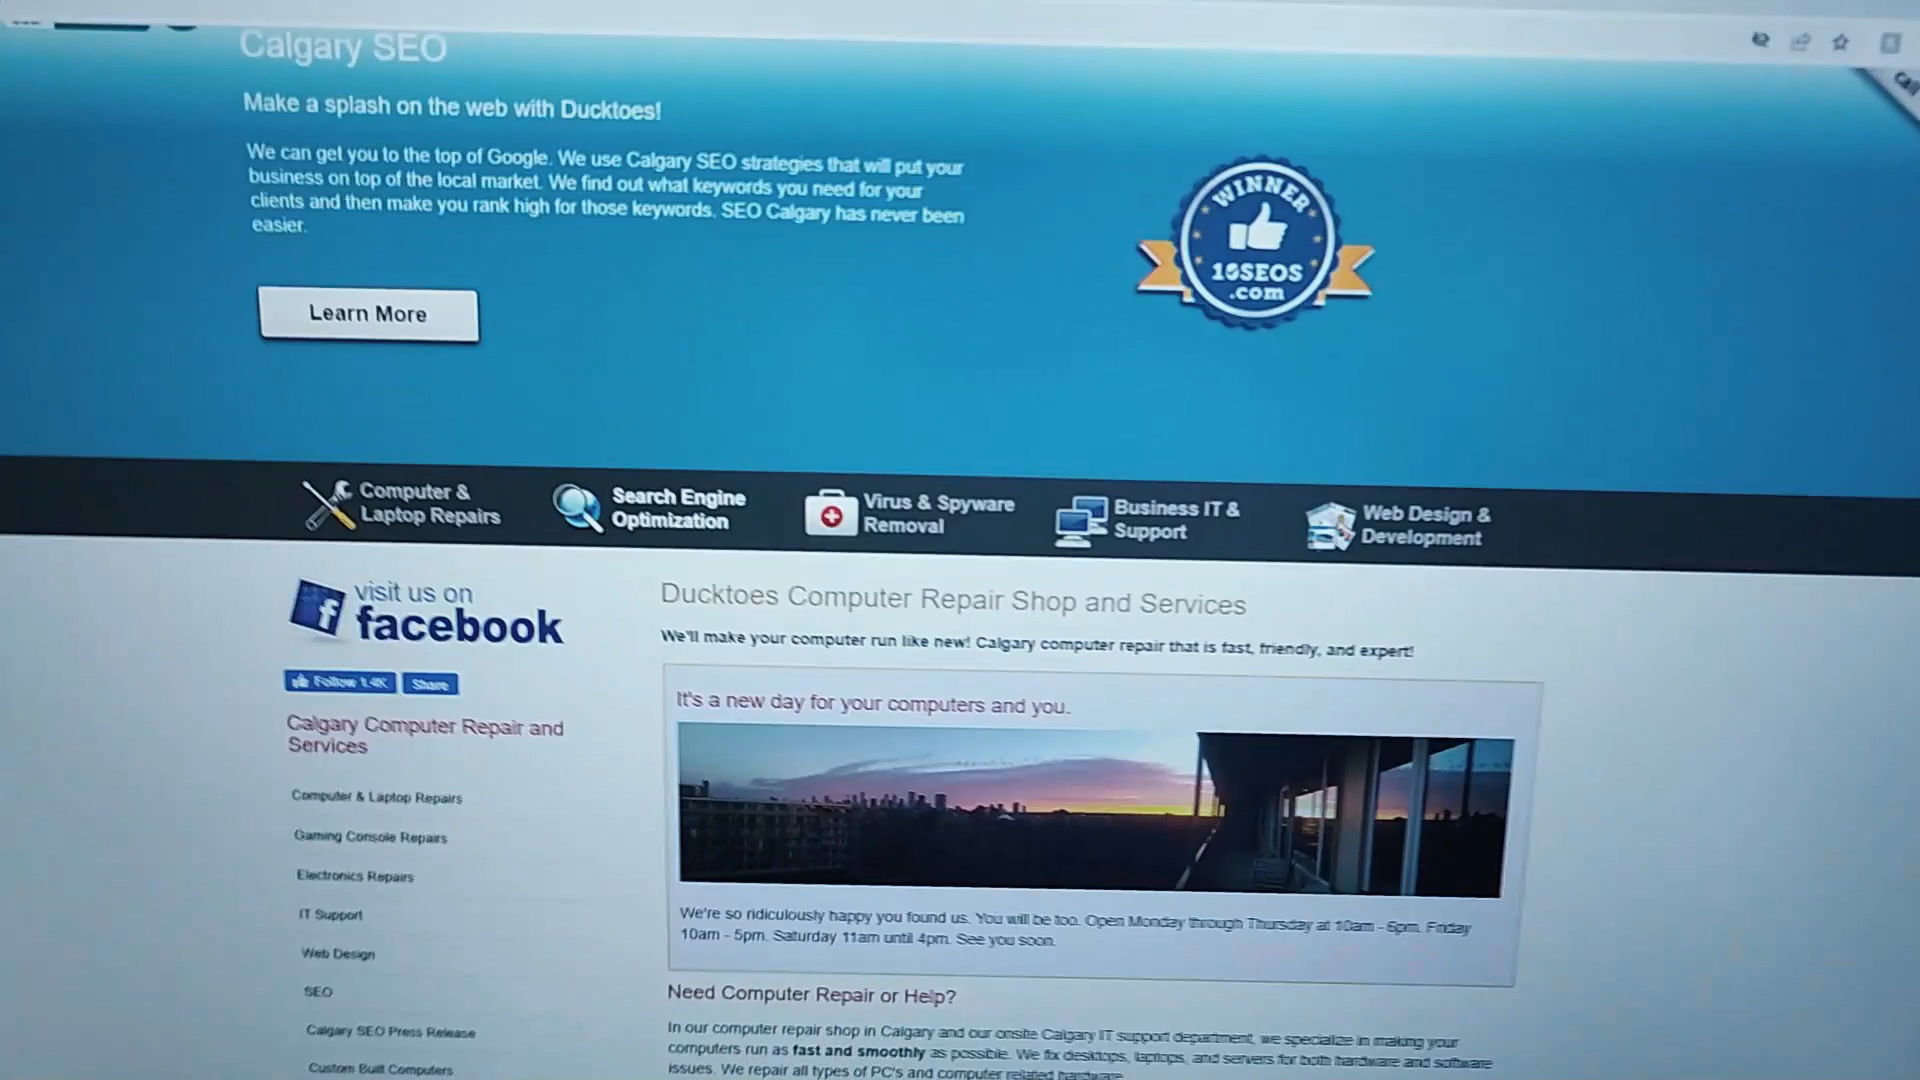 Call
Calgary SEO
Make a splash on the web with Ducktoes!
We can get you to the top of Google. We use Calgary SEO strategies that will put your
business on top of the local market. We find out what keywords you need for your
clients and then make you rank high for those keywords. SEO Calgary has never been
easier.
Learn More
WINNER
10SEOS
.com
Computer &
Laptop Repairs
Search Engine
Optimization
Virus & Spyware
Removal
Business IT &
Support
Web Design &
Development
visit us on
facebook
Follow 1.4K
Share
Calgary Computer Repair and
Services
Computer & Laptop Repairs
Gaming Console Repairs
Electronics Repairs
IT Support
Web Design
SEO
Calgary SEO Press Release
Custom Built Computers
Ducktoes Computer Repair Shop and Services
We'll make your computer run like new! Calgary computer repair that is fast, friendly, and expert!
It's a new day for your computers and you.
We're so ridiculously happy you found us. You will be too. Open Monday through Thursday at 10am - 6pm. Friday
10am - 5pm. Saturday 11am until 4pm. See you soon.
Need Computer Repair or Help?
In our computer repair shop in Calgary and our onsite Calgary IT support department, we specialize in making your
computers run as fast and smoothly as possible. We fix desktops, laptops, and servers for both hardware and software
issues. We repair all types of PC's and computer related hardware.